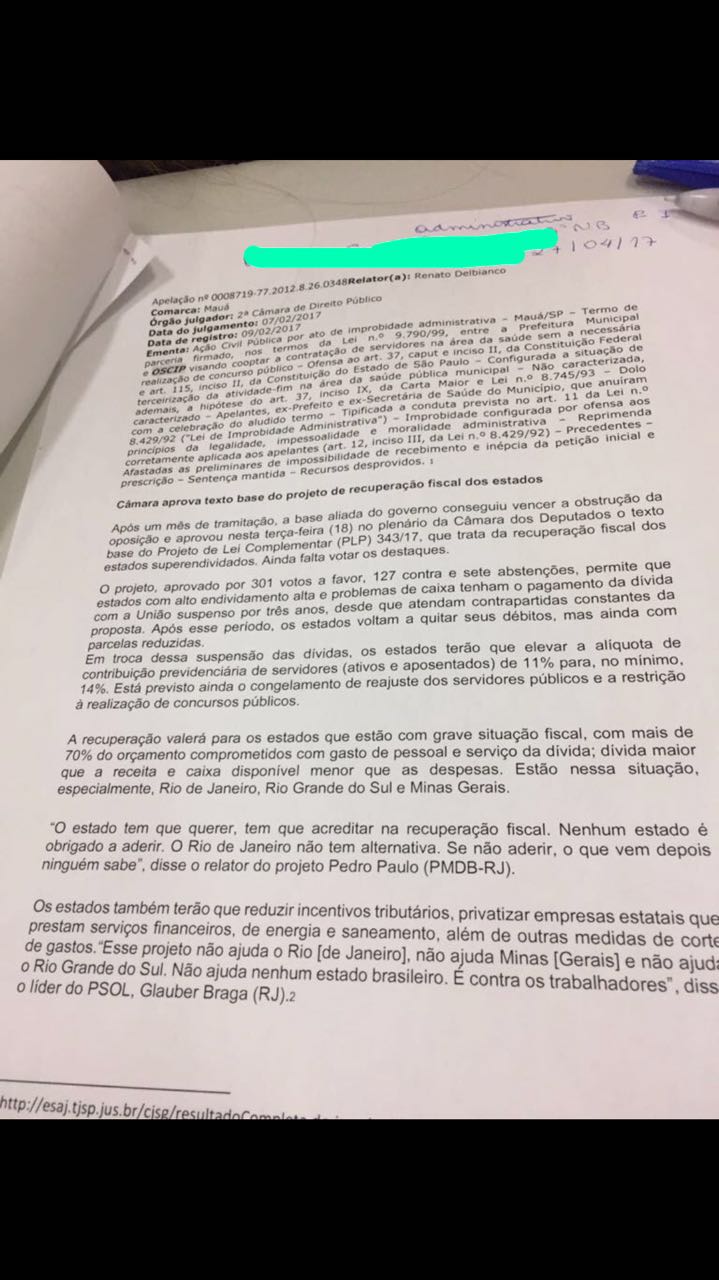 administrativo
NB
27/04/17
Apelação nº 0008719-77.2012.8.26.0348Relator(a): Renato Delbianco
Comarca: Mauá
Órgão julgador: 2ª Câmara de Direito Público
Data do julgamento: 07/02/2017
Data de registro: 09/02/2017
Ementa: Ação Civil Pública por ato de improbidade administrativa – Mauá/SP – Termo de
parceria firmado, nos termos da Lei n.º 9.790/99, entre a Prefeitura Municipal
e OSCIP visando cooptar a contratação de servidores na área da saúde sem a necessária
realização de concurso público – Ofensa ao art. 37, caput e inciso II, da Constituição Federal
e art. 115, inciso II, da Constituição do Estado de São Paulo – Configurada a situação de
terceirização da atividade-fim na área da saúde pública municipal – Não caracterizada,
ademais, a hipótese do art. 37, inciso IX, da Carta Maior e Lei n.º 8.745/93 – Dolo
caracterizado – Apelantes, ex-Prefeito e ex-Secretária de Saúde do Município, que anuíram
com a celebração do aludido termo – Tipificada a conduta prevista no art. 11 da Lei n.º
8.429/92 ("Lei de Improbidade Administrativa") – Improbidade configurada por ofensa aos
princípios da legalidade, impessoalidade e moralidade administrativa – Reprimenda
corretamente aplicada aos apelantes (art. 12, inciso III, da Lei n.º 8.429/92) – Precedentes –
Afastadas as preliminares de impossibilidade de recebimento e inépcia da petição inicial e
prescrição – Sentença mantida – Recursos desprovidos. 1
Câmara aprova texto base do projeto de recuperação fiscal dos estados
Após um mês de tramitação, a base aliada do governo conseguiu vencer a obstrução da
oposição e aprovou nesta terça-feira (18) no plenário da Câmara dos Deputados o texto
base do Projeto de Lei Complementar (PLP) 343/17, que trata da recuperação fiscal dos
estados superendividados. Ainda falta votar os destaques.
O projeto, aprovado por 301 votos a favor, 127 contra e sete abstenções, permite que
estados com alto endividamento alta e problemas de caixa tenham o pagamento da dívida
com a União suspenso por três anos, desde que atendam contrapartidas constantes da
proposta. Após esse período, os estados voltam a quitar seus débitos, mas ainda com
parcelas reduzidas.
Em troca dessa suspensão das dívidas, os estados terão que elevar a alíquota de
contribuição previdenciária de servidores (ativos e aposentados) de 11% para, no mínimo,
14%. Está previsto ainda o congelamento de reajuste dos servidores públicos e a restrição
à realização de concursos públicos.
A recuperação valerá para os estados que estão com grave situação fiscal, com mais de
70% do orçamento comprometidos com gasto de pessoal e serviço da dívida; dívida maior
que a receita e caixa disponível menor que as despesas. Estão nessa situação,
especialmente, Rio de Janeiro, Rio Grande do Sul e Minas Gerais.
“O estado tem que querer, tem que acreditar na recuperação fiscal. Nenhum estado é
obrigado a aderir. O Rio de Janeiro não tem alternativa. Se não aderir, o que vem depois
ninguém sabe”, disse o relator do projeto Pedro Paulo (PMDB-RJ).
Os estados também terão que reduzir incentivos tributários, privatizar empresas estatais que
prestam serviços financeiros, de energia e saneamento, além de outras medidas de corte
de gastos.“Esse projeto não ajuda o Rio [de Janeiro], não ajuda Minas [Gerais] e não ajuda
o Rio Grande do Sul. Não ajuda nenhum estado brasileiro. É contra os trabalhadores”, diss
o líder do PSOL, Glauber Braga (RJ).2
http://esaj.tjsp.jus.br/cjsg/resultadoCompleto